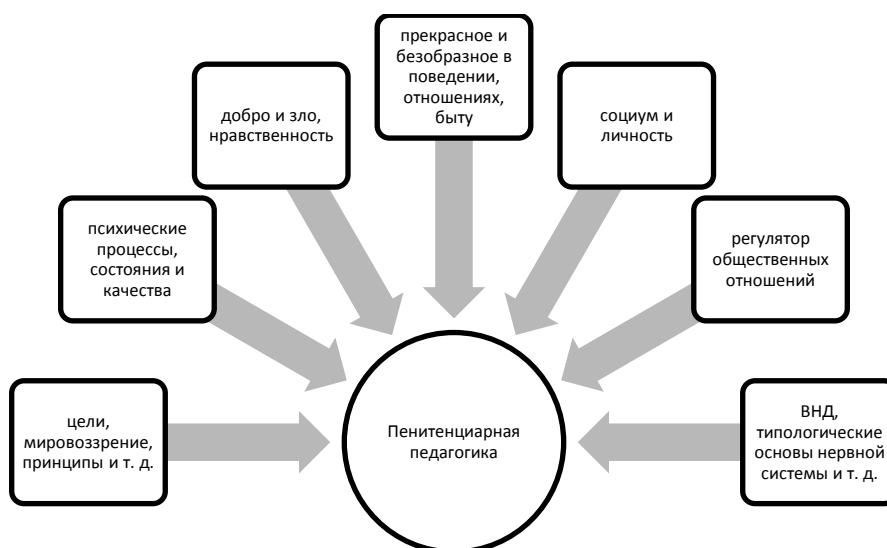 прекрасное и
безобразное в
поведении,
отношениях,
быту
добро и зло,
нравственность
социум и
личность
психические
процессы,
состояния и
качества
регулятор
общественных
отношений
цели,
мировоззрение,
принципы и т. д.
Пенитенциарная
педагогика
ВНД,
типологические
основы нервной
системы и т. д.